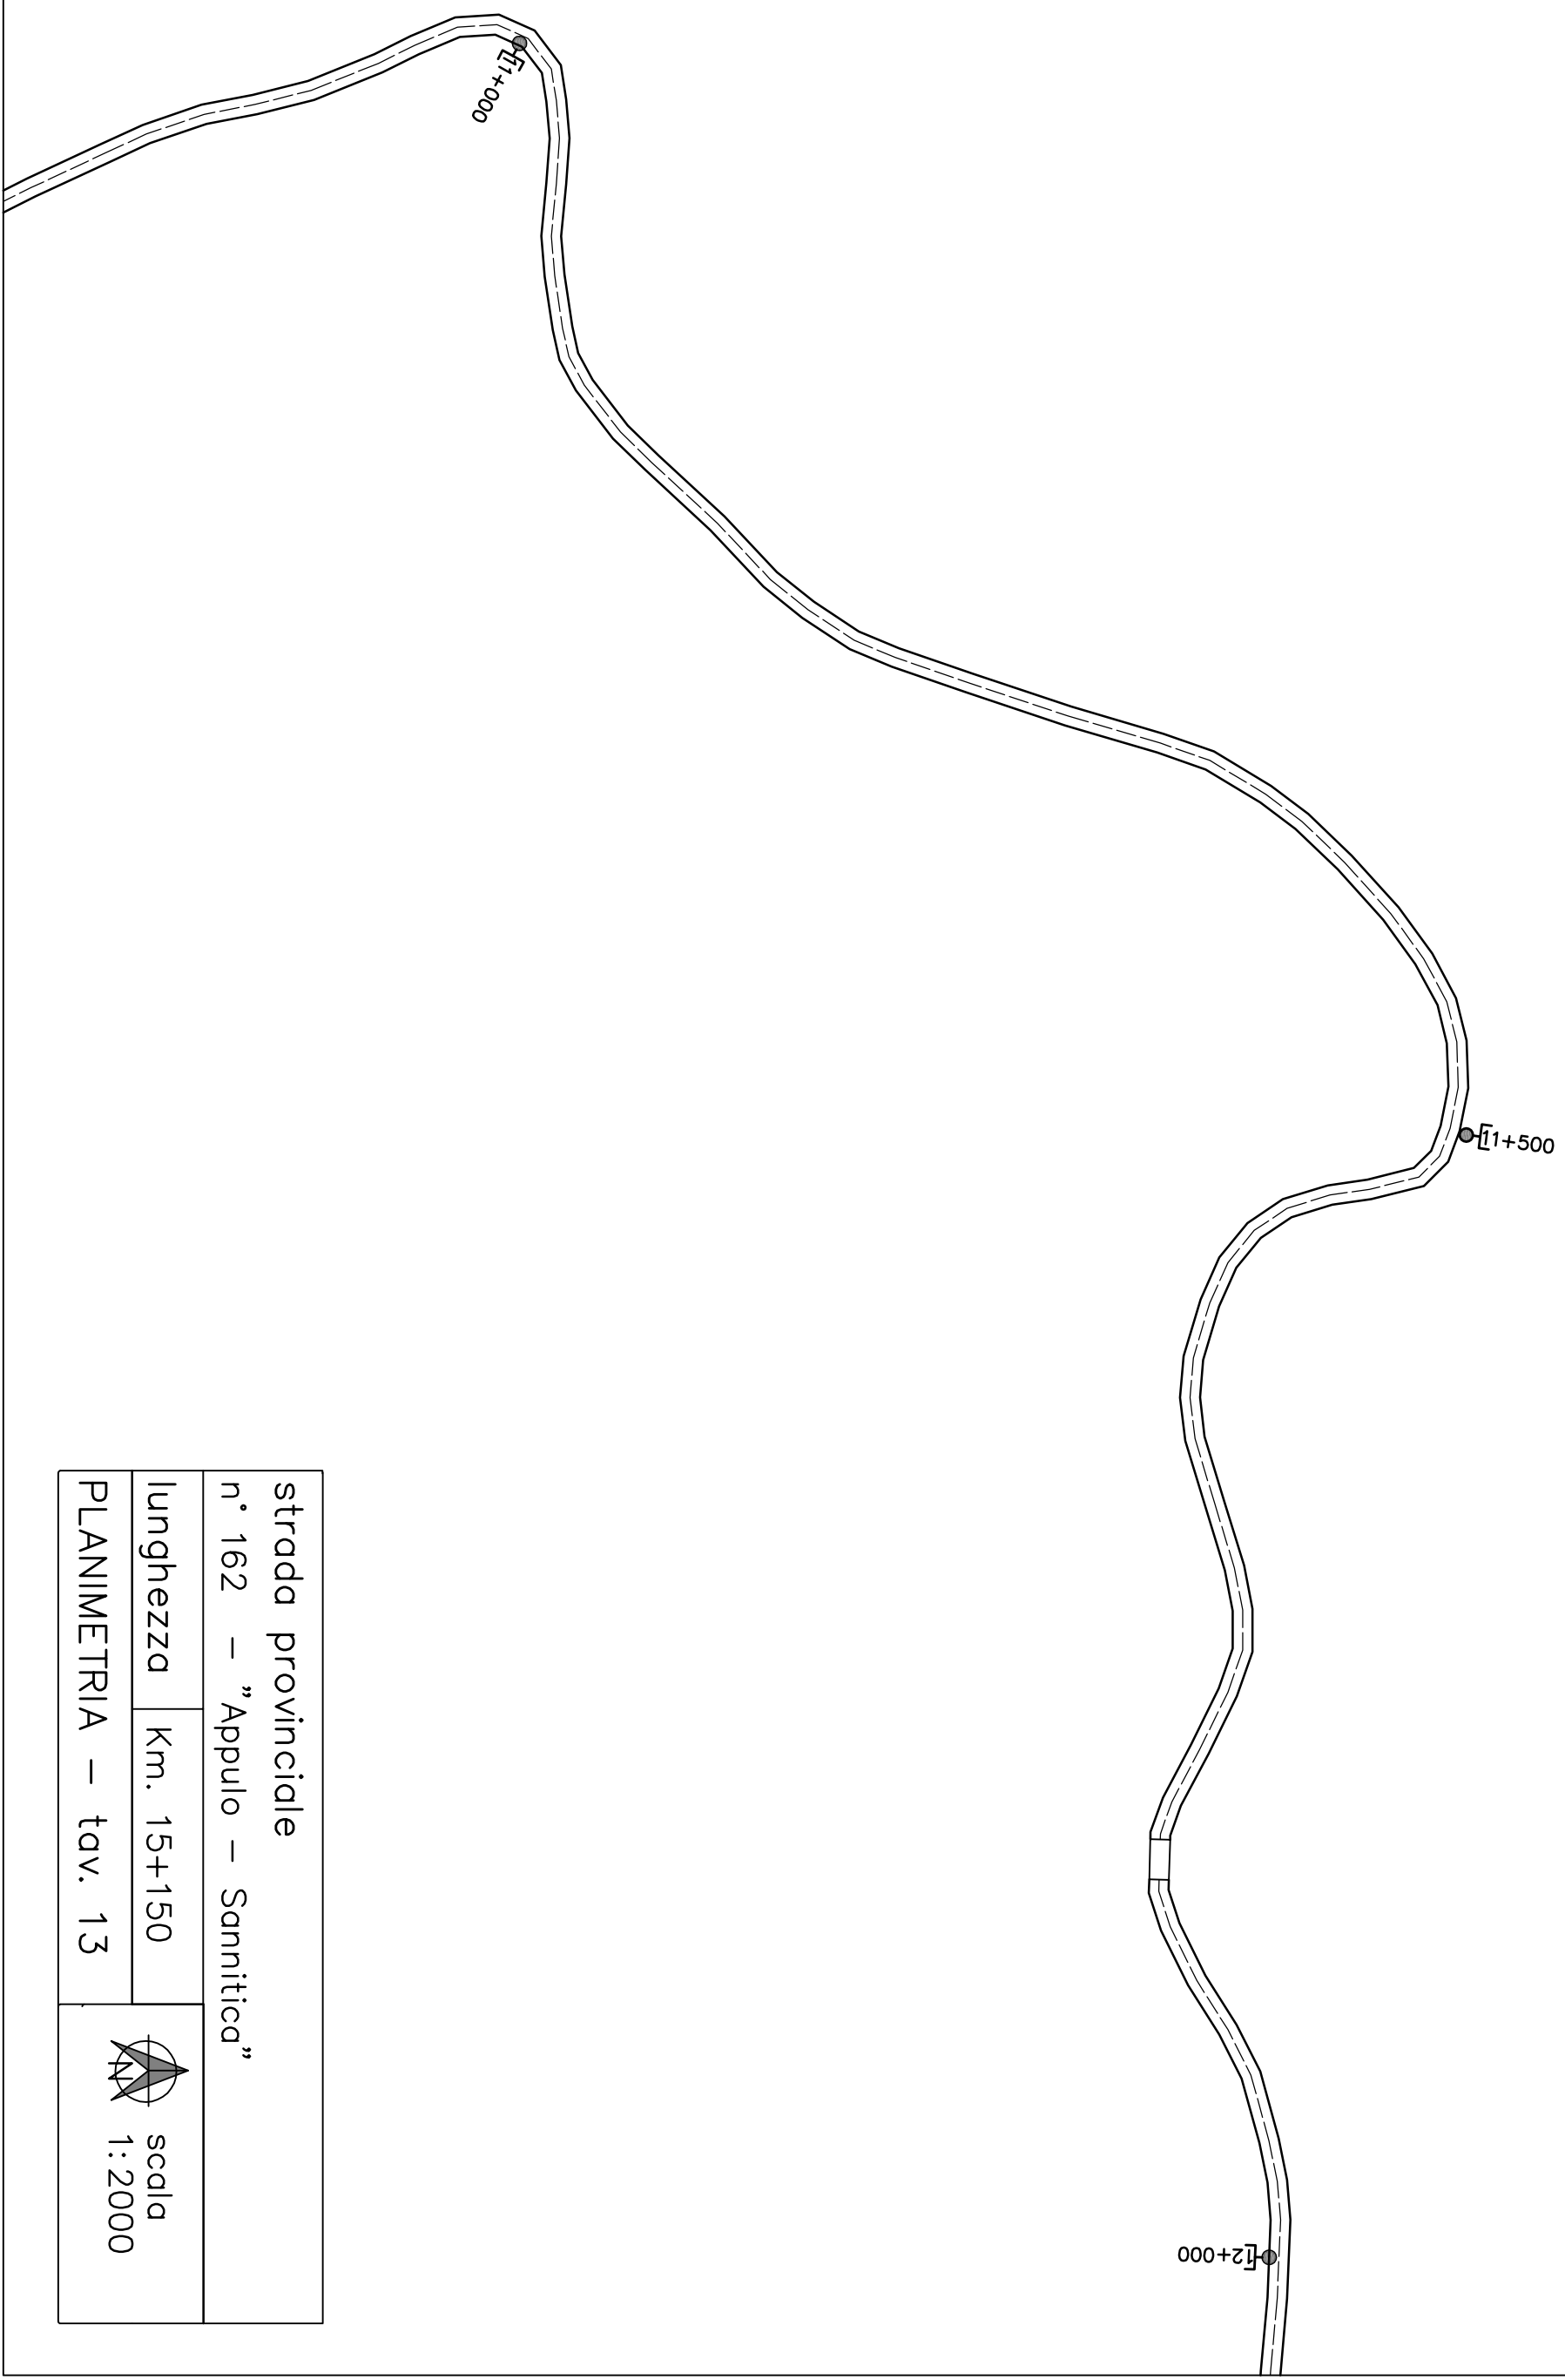 11+000
11+500
12+000
strada provinciale
n° 162 – "Appulo – Sannitica"
lunghezza
Km. 15+150
PLANIMETRIA – tav. 13
N
scala
1:20000